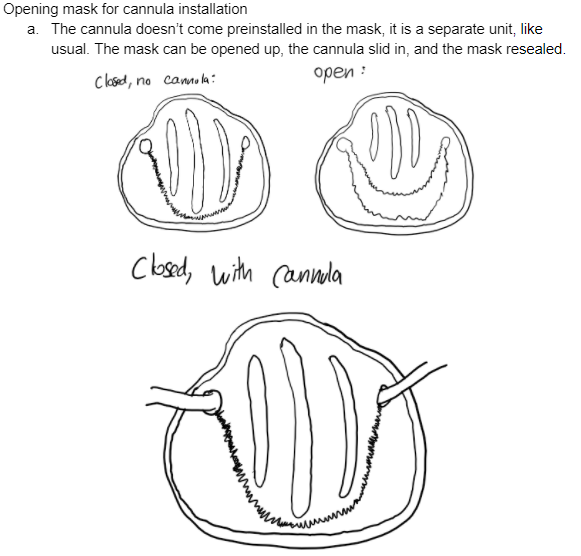 Opening mask for cannula installation
a. The cannula doesn't come preinstalled in the mask, it is a separate unit, like
usual. The mask can be opened up, the cannula slid in, and the mask resealed.
Closed, no cannula:
open :
Closed, with Cannula